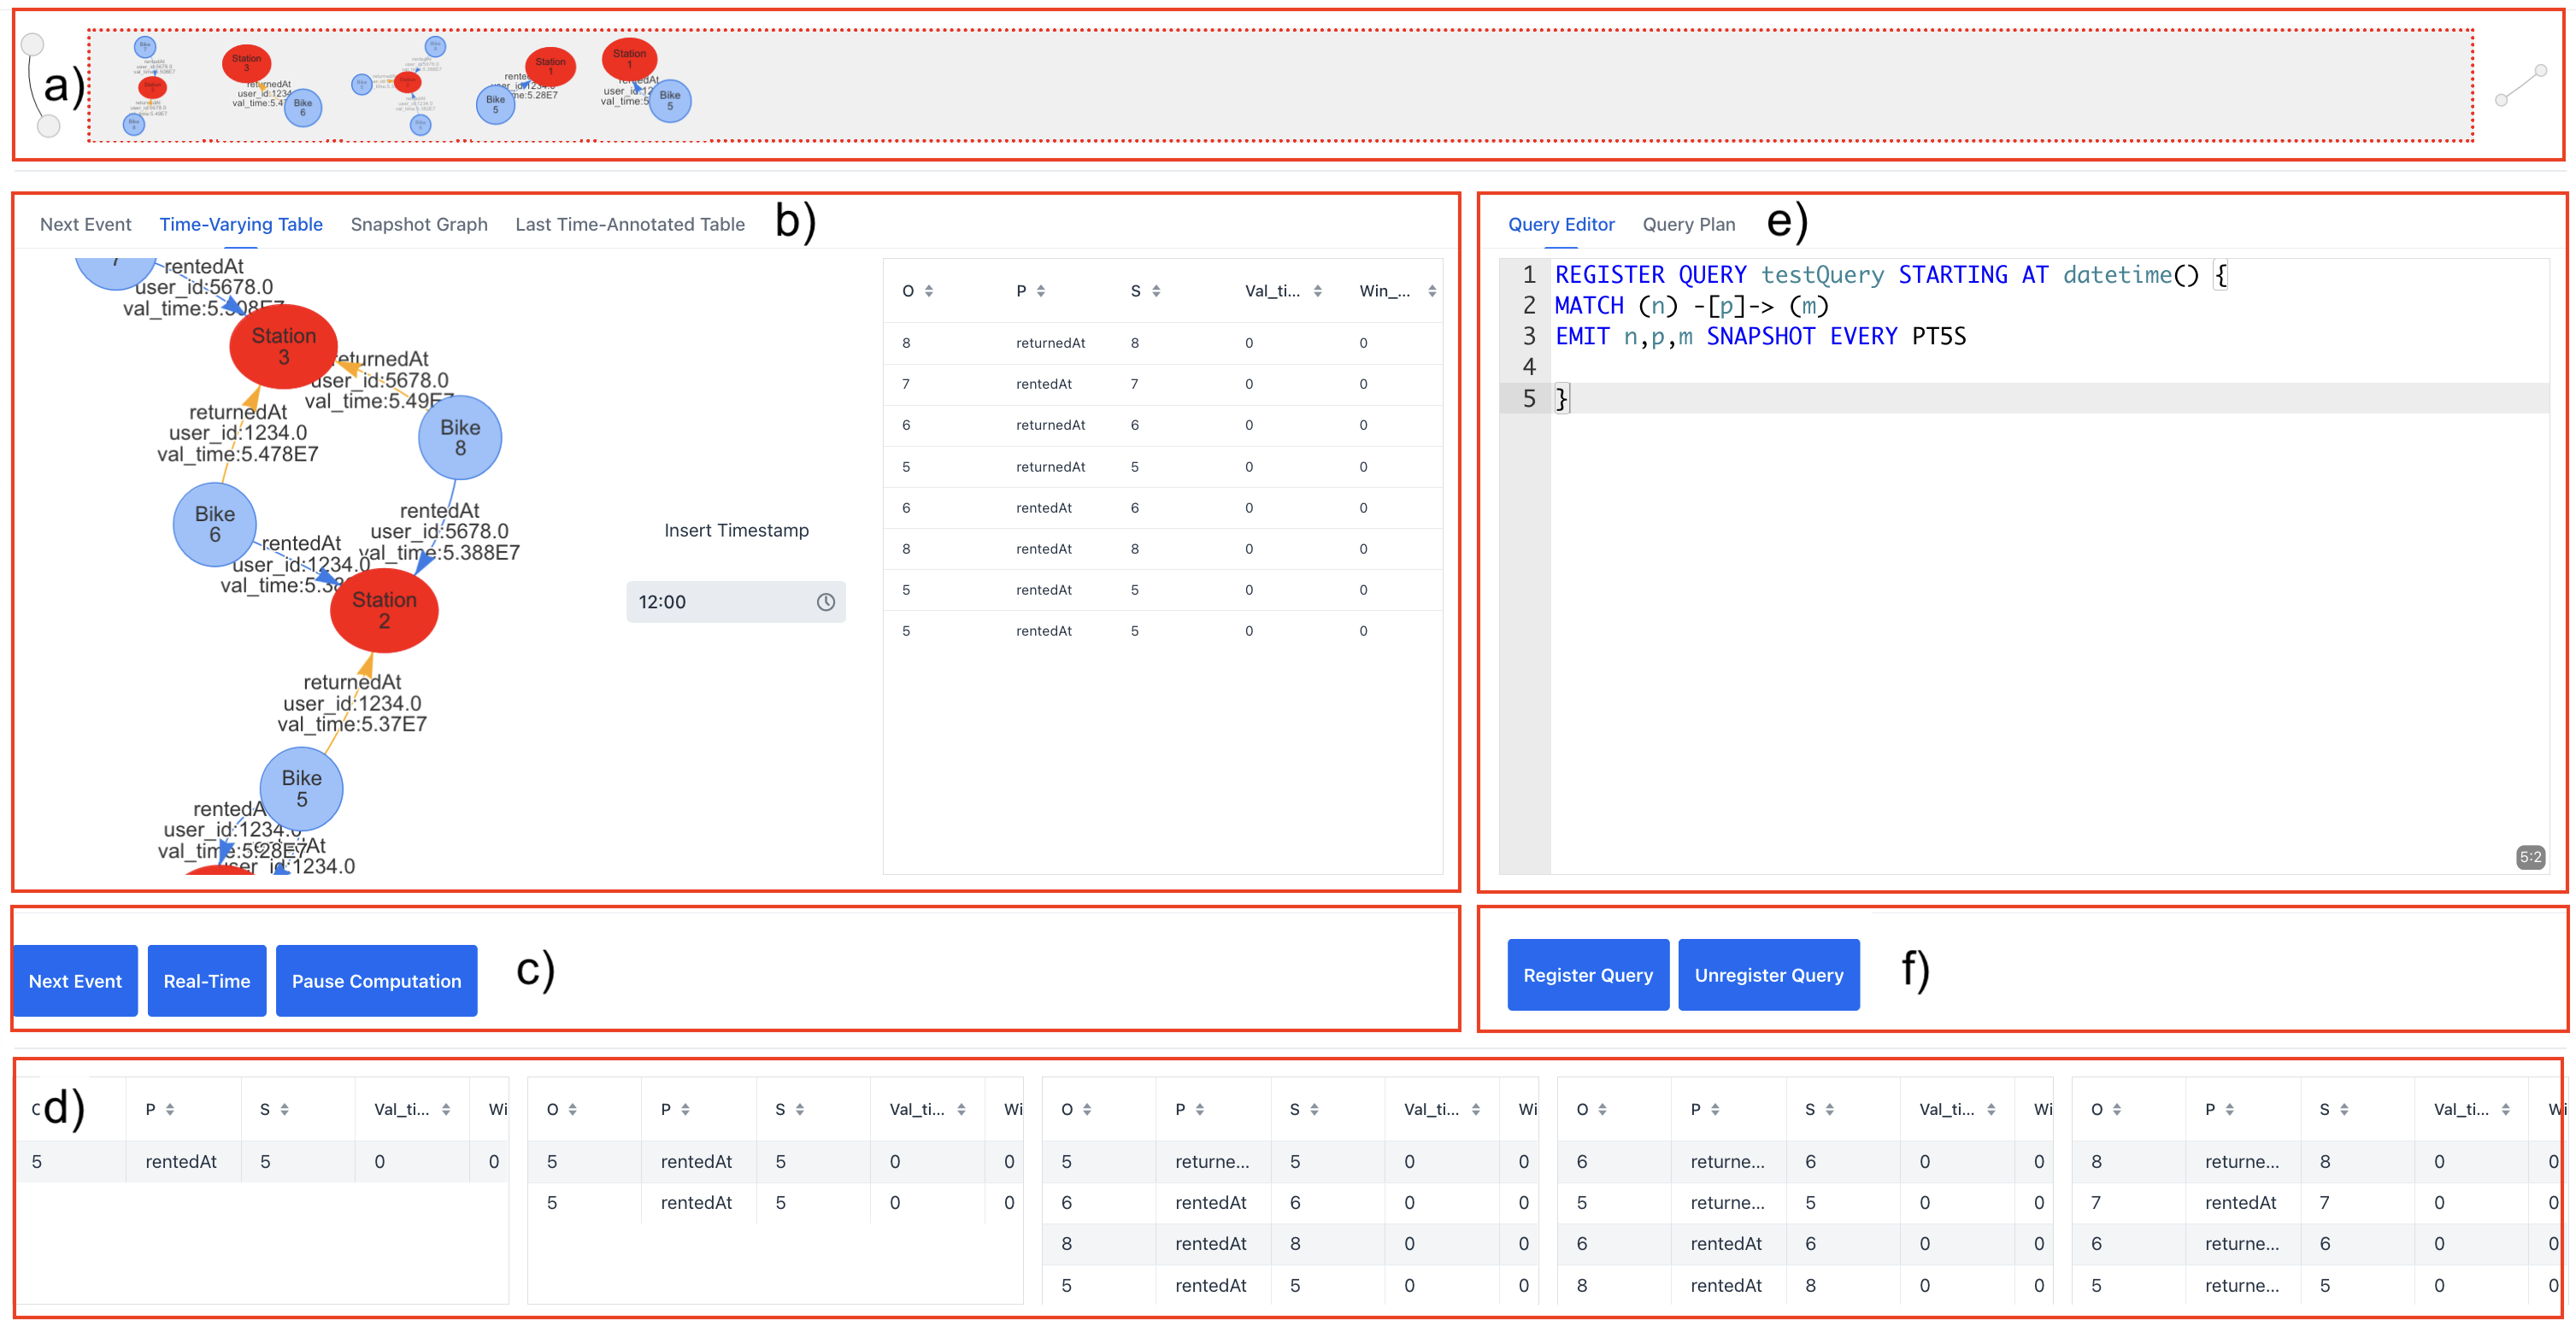 a)
Station
3
Bike
6
returnedAt
Station
1
Bike
5
Station
1
Bike
5
Next Event
Time-Varying Table
Snapshot Graph
Last Time-Annotated Table
b)
7
rentedAt
user_id:5678.0
Station
3
returnedAt
user_id:5678.0
returnedAt
user_id:1234.0
val_time:5.478E7
Bike
8
Bike
6
rentedAt
user_id:5678.0
val_time:5.388E7
rentedAt
user_id:1234.0
Station
2
returnedAt
user_id:1234.0
val_time:5.37E7
Bike
5
user_id:1234.0
val_time:5.28E7
user_id:1234.0
Insert Timestamp
12:00
O P S Val_ti... Win_...
8 returnedAt 8 0 0
7 rentedAt 7 0 0
6 returnedAt 6 0 0
5 returnedAt 5 0 0
6 rentedAt 6 0 0
8 rentedAt 8 0 0
5 rentedAt 5 0 0
5 rentedAt 5 0 0
Query Editor
Query Plan
e)
1 REGISTER QUERY testQuery STARTING AT datetime() {
2 MATCH (n) -[p]-> (m)
3 EMIT n,p,m SNAPSHOT EVERY PT5S
4
5 }
5:2
Next Event
Real-Time
Pause Computation
c)
Register Query
Unregister Query
f)
d)
P S Val_ti... Wi
5 rentedAt 5 0 0
O P S Val_ti... Wi
5 rentedAt 5 0 0
5 rentedAt 5 0 0
O P S Val_ti... Wi
5 returne... 5 0 0
6 rentedAt 6 0 0
8 rentedAt 8 0 0
5 rentedAt 5 0 0
O P S Val_ti... Wi
6 returne... 6 0 0
5 returne... 5 0 0
6 rentedAt 6 0 0
8 rentedAt 8 0 0
O P S Val_ti... Wi
8 returne... 8 0 0
7 rentedAt 7 0 0
6 returne... 6 0 0
5 returne... 5 0 0